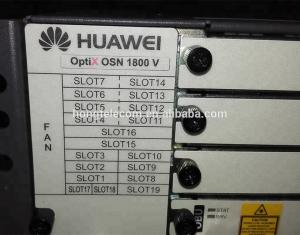 HUAWEI
OptiX OSN 1800 V
FAN
SLOT7 SLOT14
SLOT6 SLOT13
SLOT5 SLOT12
SLOT4 SLOT11
SLOT16
SLOT15
SLOT3 SLOT10
SLOT2 SLOT9
SLOT1 SLOT8
SLOT17 SLOT18 SLOT19
STAT